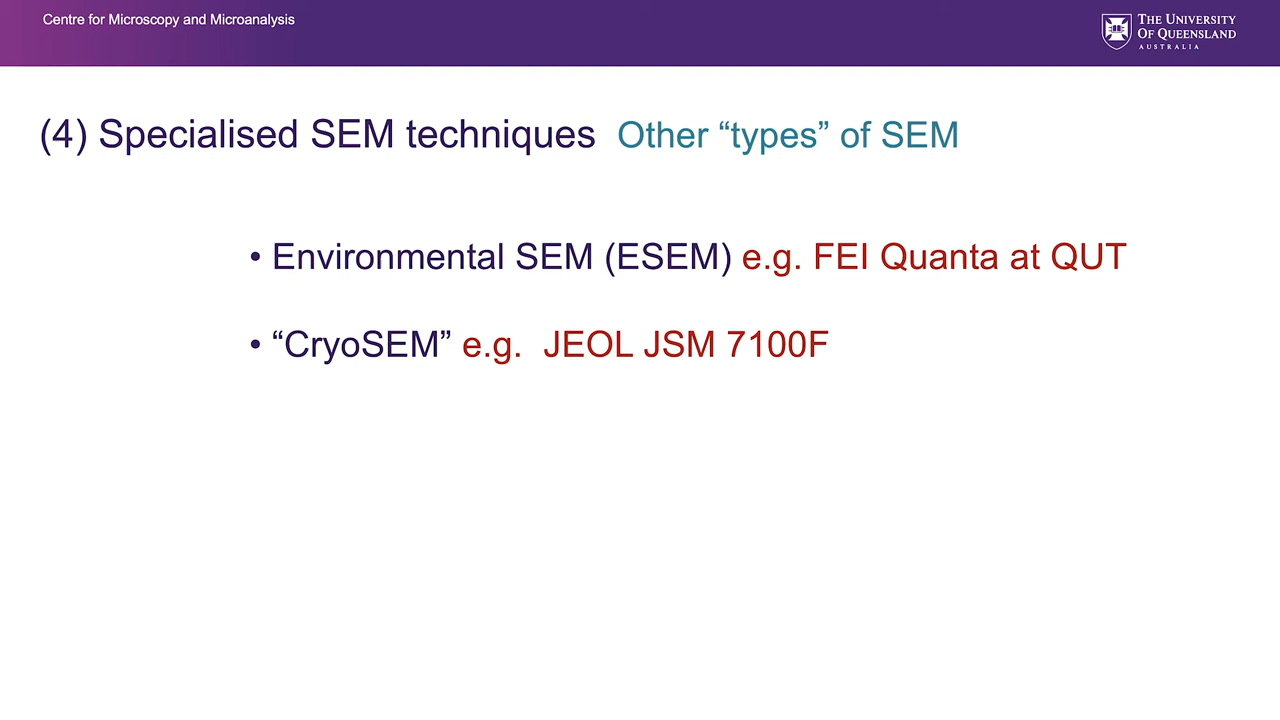 Centre for Microscopy and Microanalysis
THE UNIVERSITY
OF QUEENSLAND
AUSTRALIA
(4) Specialised SEM techniques Other “types” of SEM
• Environmental SEM (ESEM) e.g. FEI Quanta at QUT
• “CryoSEM” e.g. JEOL JSM 7100F